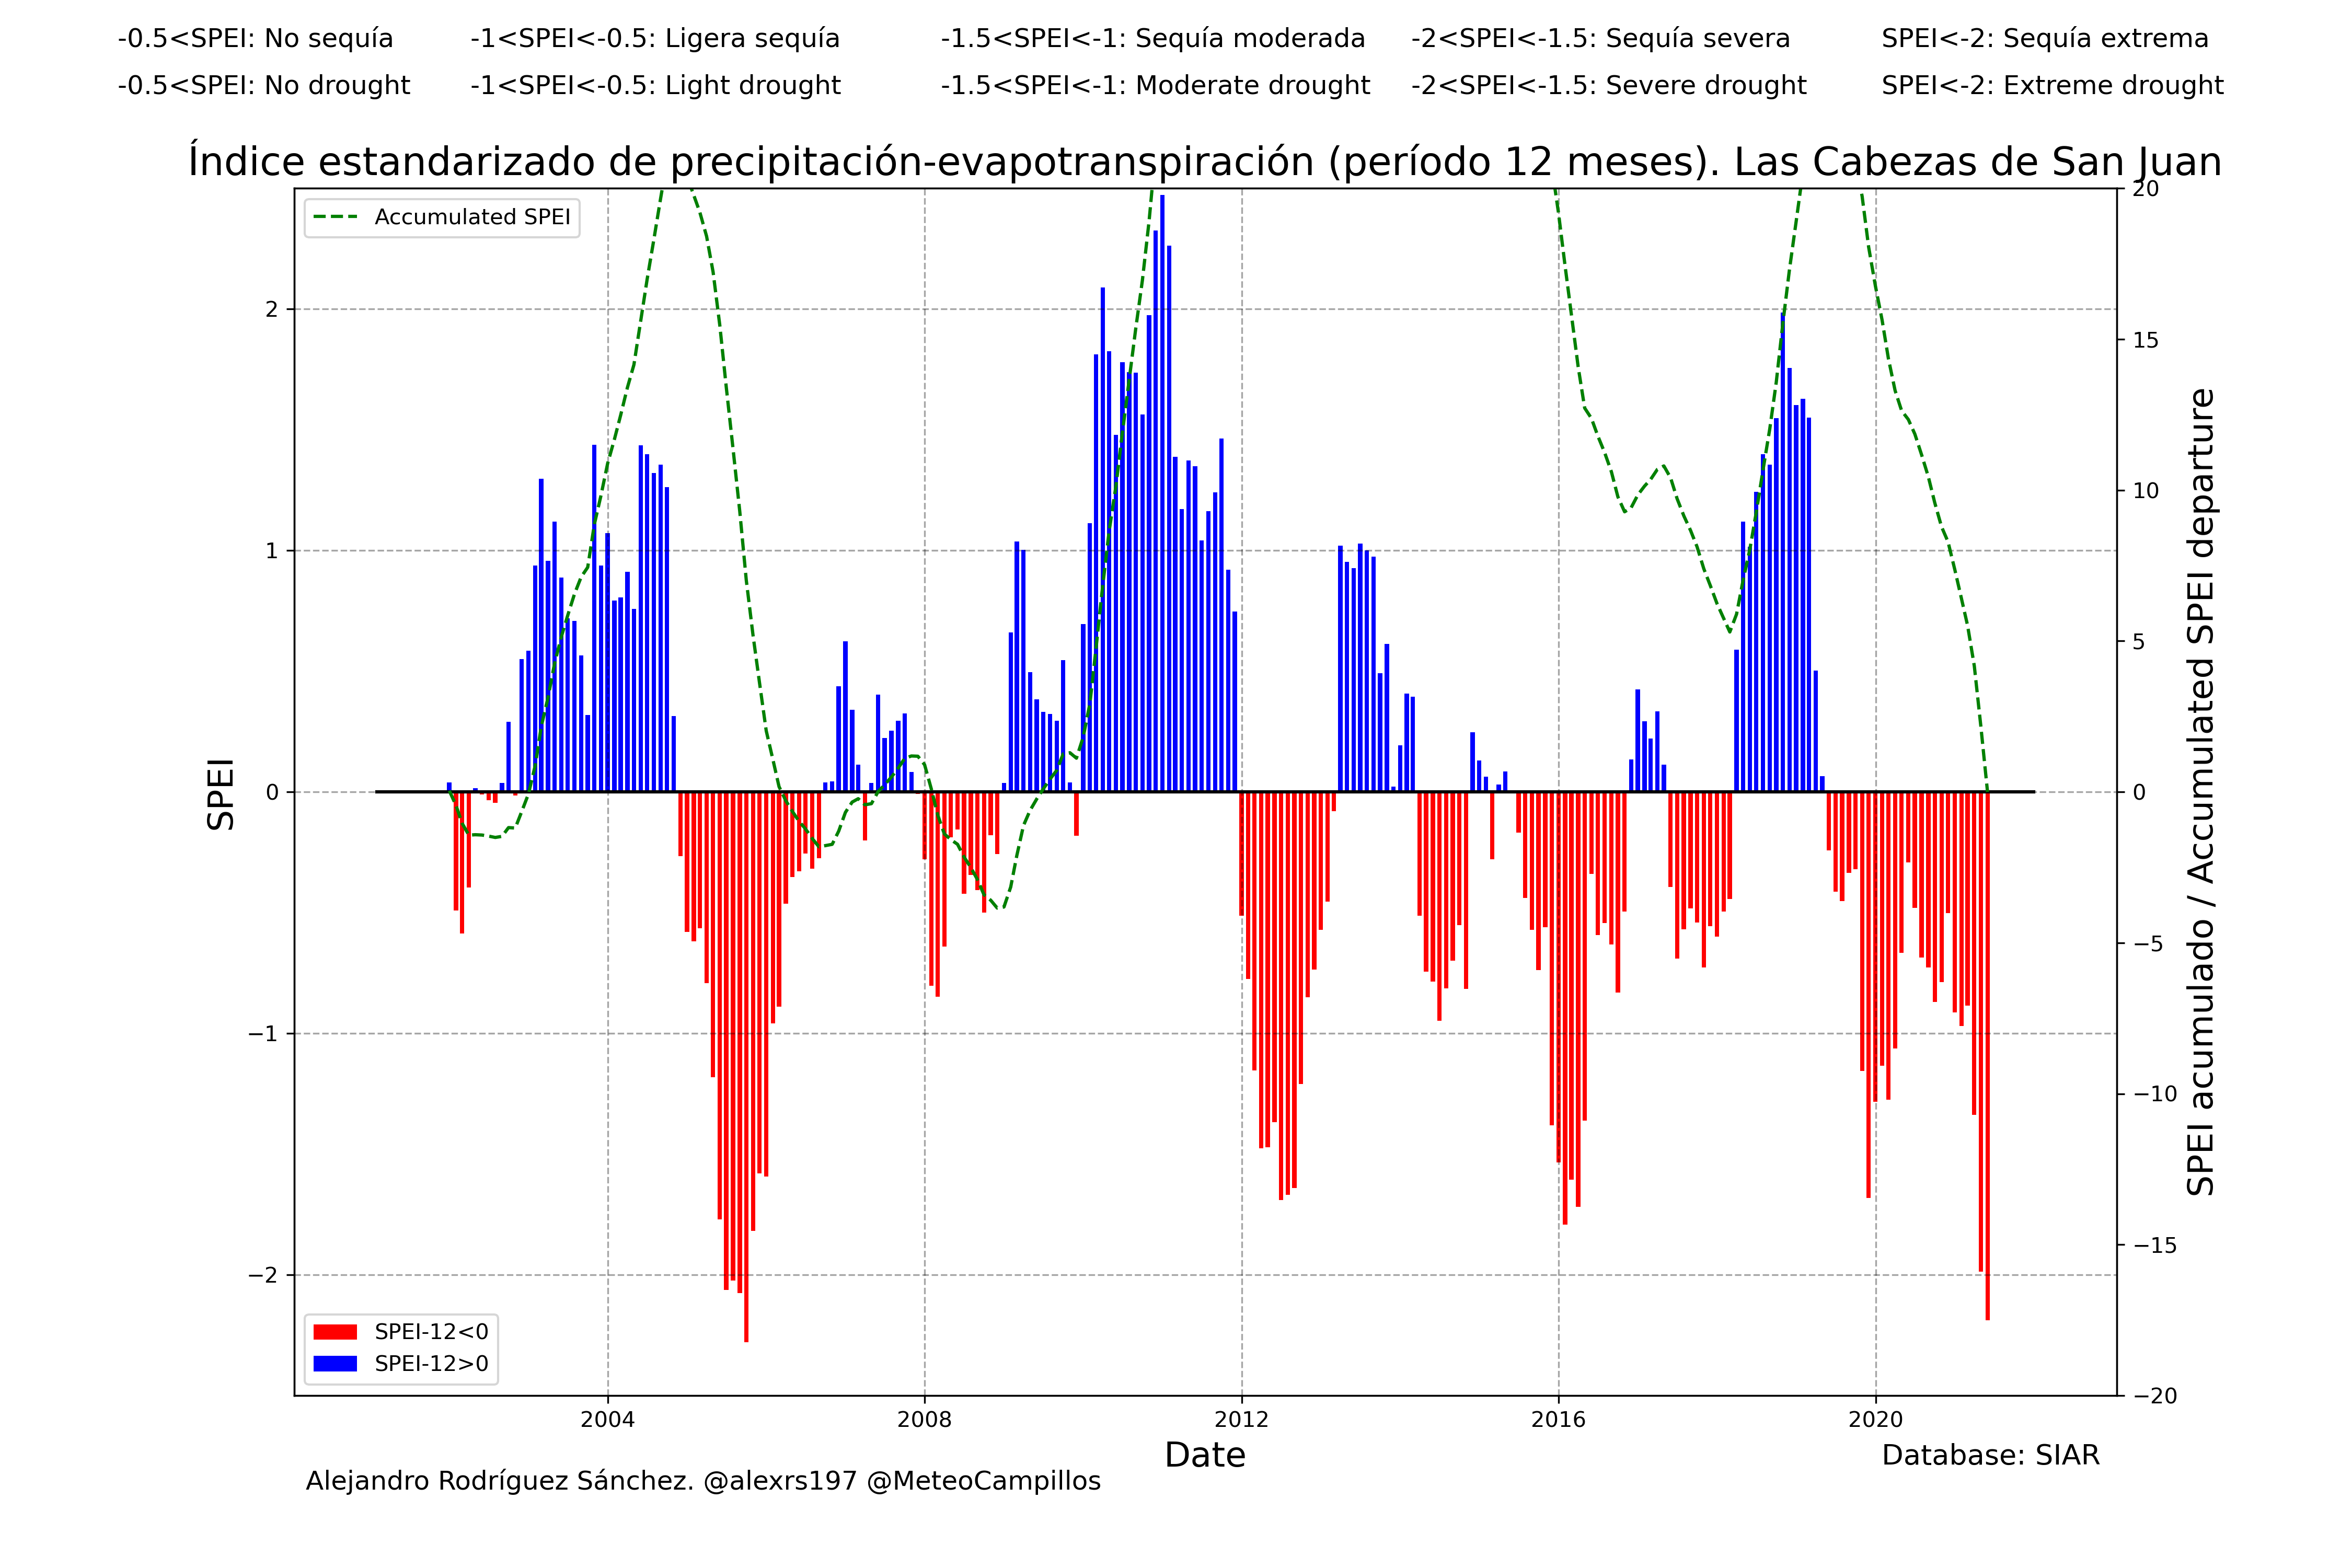 -0.5<SPEI: No sequía
-1<SPEI<-0.5: Ligera sequía
-1.5<SPEI<-1: Sequía moderada
-2<SPEI<-1.5: Sequía severa
SPEI<-2: Sequía extrema
-0.5<SPEI: No drought
-1<SPEI<-0.5: Light drought
-1.5<SPEI<-1: Moderate drought
-2<SPEI<-1.5: Severe drought
SPEI<-2: Extreme drought
Índice estandarizado de precipitación-evapotranspiración (período 12 meses). Las Cabezas de San Juan
Accumulated SPEI
SPEI
2
1
0
−1
−2
20
15
10
5
0
−5
−10
−15
−20
SPEI acumulado / Accumulated SPEI departure
SPEI-12<0
SPEI-12>0
2004
2008
2012
2016
2020
Date
Database: SIAR
Alejandro Rodríguez Sánchez. @alexrs197 @MeteoCampillos